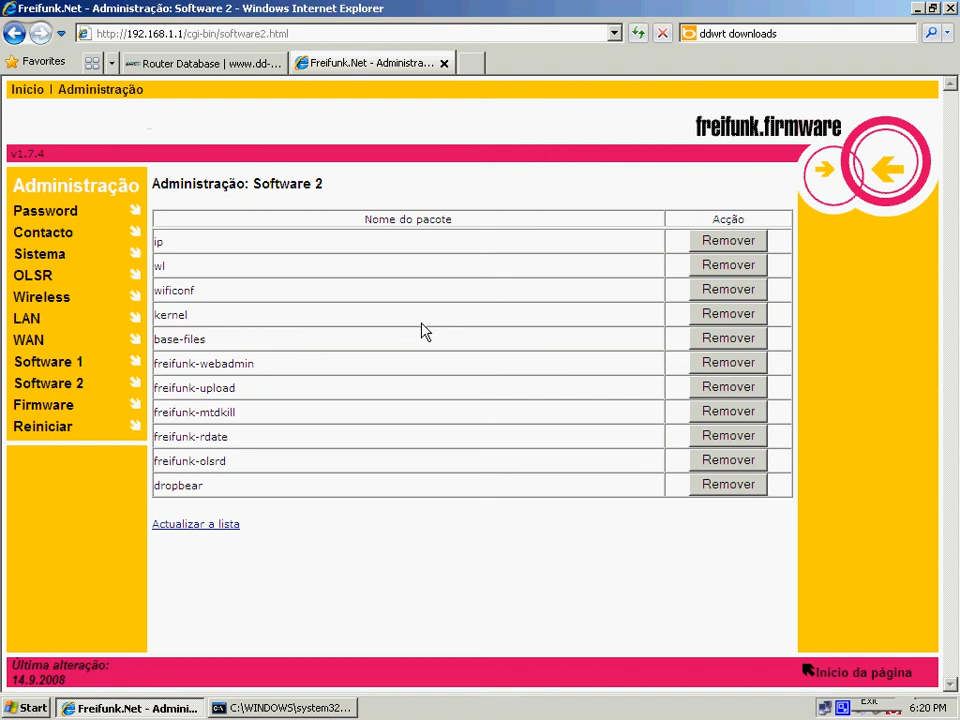 Freifunk.Net - Administração: Software 2 - Windows Internet Explorer
http://192.168.1.1/cgi-bin/software2.html
ddwrt downloads
Favorites
Router Database | www.dd-...
Freifunk.Net - Administra...
Início | Administração
freifunk.firmware
v1.7.4
Administração
Password
Contacto
Sistema
OLSR
Wireless
LAN
WAN
Software 1
Software 2
Firmware
Reiniciar
Administração: Software 2
Nome do pacote Acção
ip Remover
wl Remover
wificonf Remover
kernel Remover
base-files Remover
freifunk-webadmin Remover
freifunk-upload Remover
freifunk-mtdkill Remover
freifunk-rdate Remover
freifunk-olsrd Remover
dropbear Remover
Actualizar a lista
Última alteração:
14.9.2008
Início da página
Start
Freifunk.Net - Admini...
C:\WINDOWS\system32...
EXIT
6:20 PM